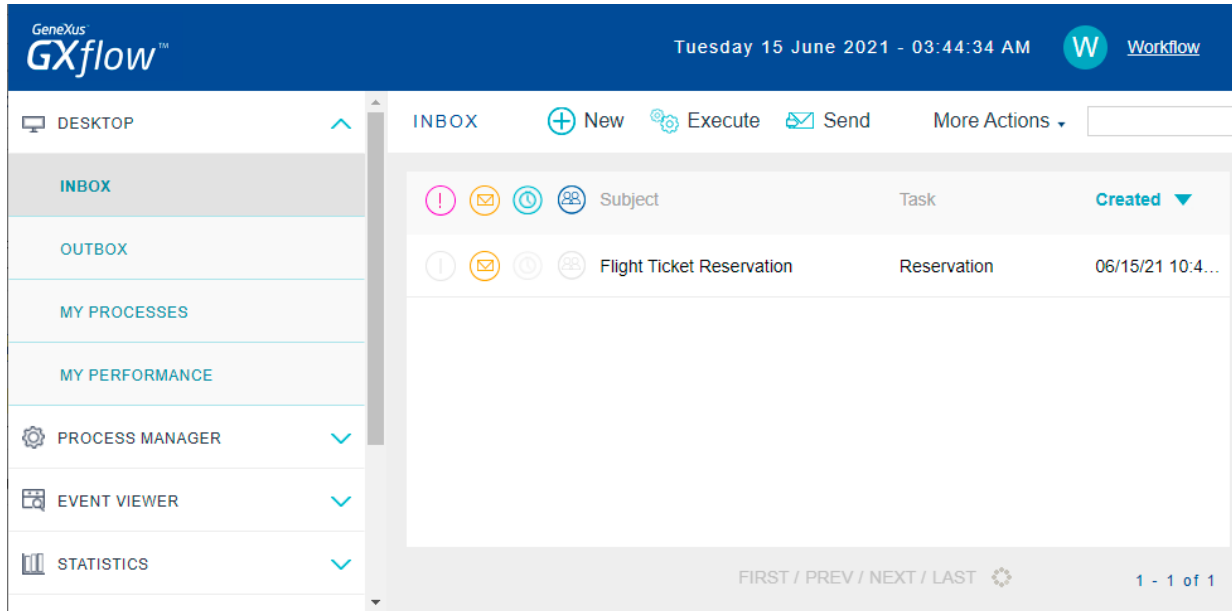 GeneXus™
GXflow™
Tuesday 15 June 2021 - 03:44:34 AM
W
Workflow
DESKTOP
INBOX
OUTBOX
MY PROCESSES
MY PERFORMANCE
PROCESS MANAGER
EVENT VIEWER
STATISTICS
INBOX
New
Execute
Send
More Actions
Subject
Task
Created
Flight Ticket Reservation
Reservation
06/15/21 10:4...
FIRST / PREV / NEXT / LAST
1 - 1 of 1